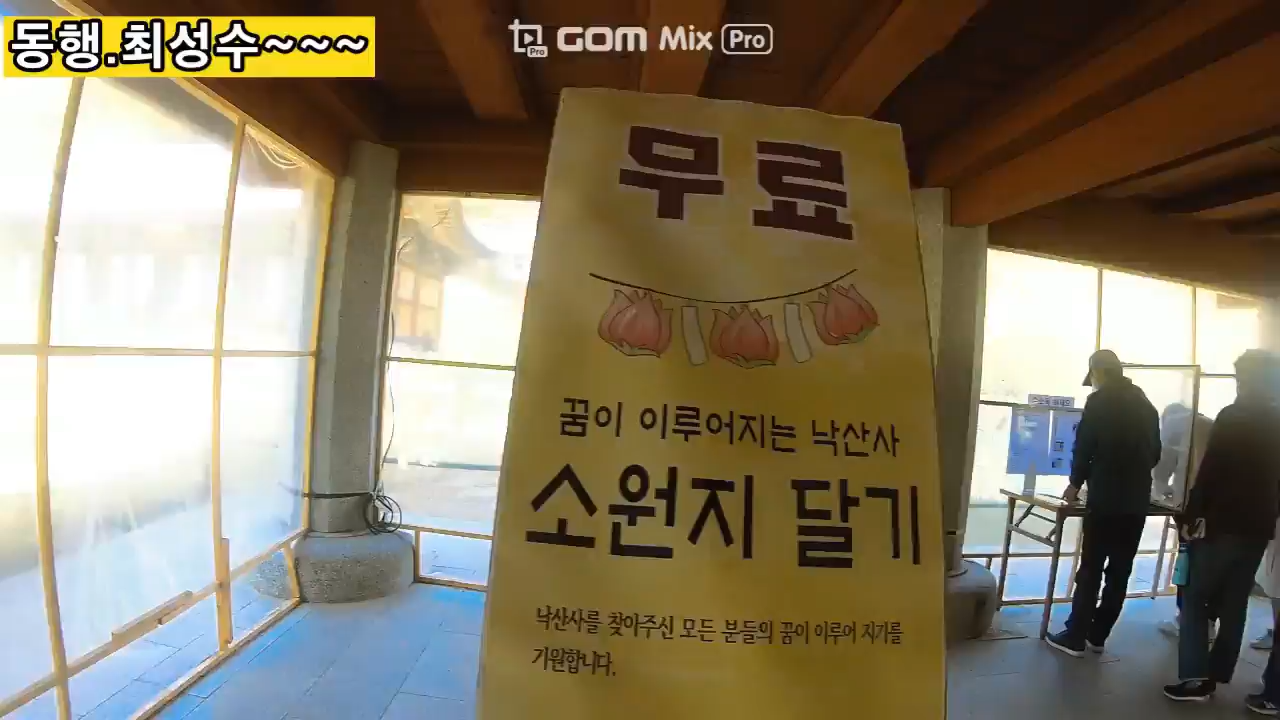 동행.최성수~~~
Pro GOM Mix Pro
무료
꿈이 이루어지는 낙산사
소원지 달기
낙산사를 찾아주신 모든 분들의 꿈이 이루어 지기를
기원합니다.